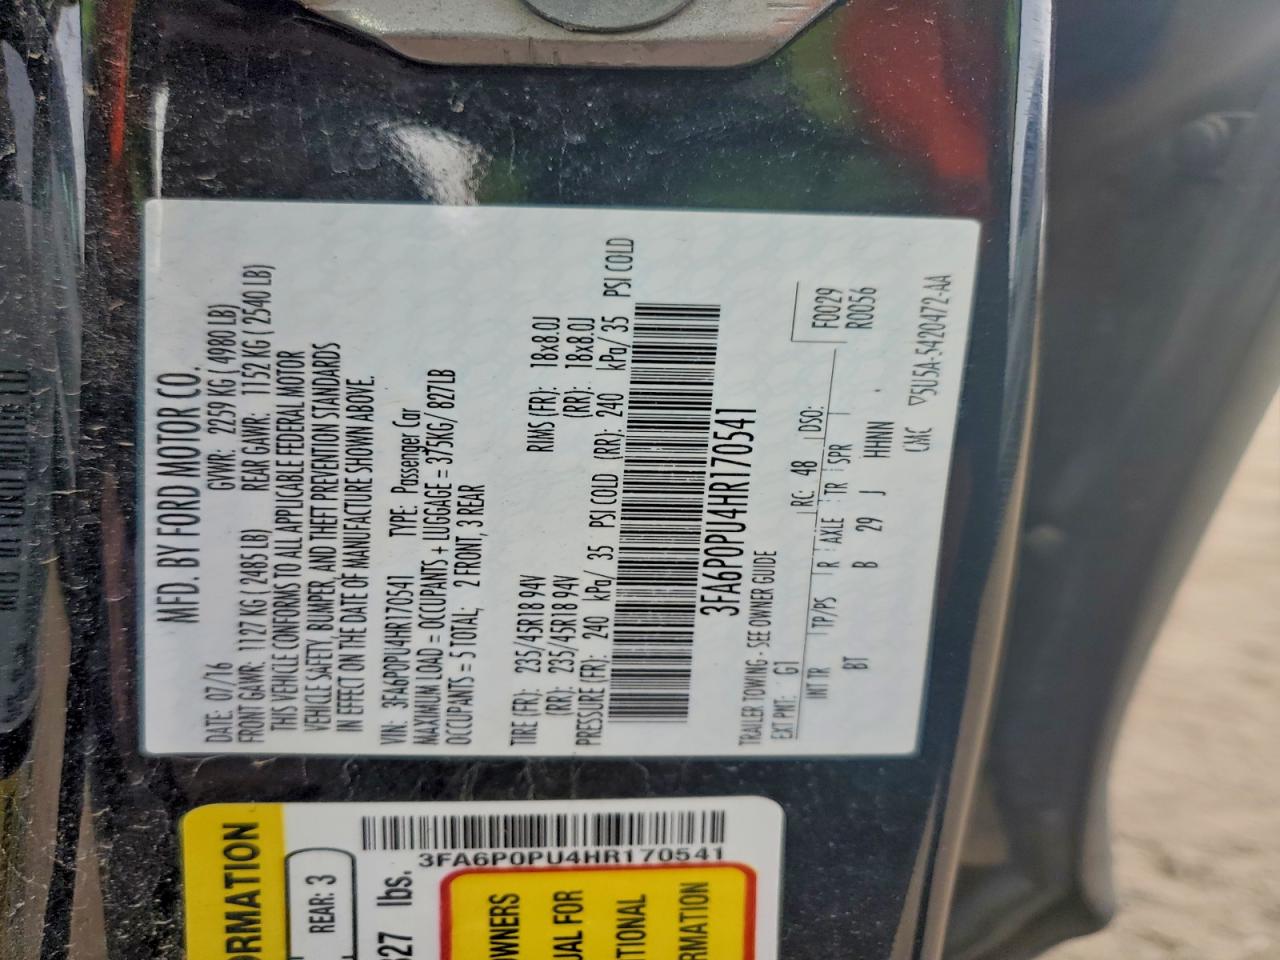 MFD. BY FORD MOTOR CO.
DATE: 07/16 GVWR: 2259 KG ( 4980 LB)
FRONT GAWR: 1127 KG ( 2485 LB) REAR GAWR: 1152 KG ( 2540 LB)
THIS VEHICLE CONFORMS TO ALL APPLICABLE FEDERAL MOTOR
VEHICLE SAFETY, BUMPER, AND THEFT PREVENTION STANDARDS
IN EFFECT ON THE DATE OF MANUFACTURE SHOWN ABOVE.
VIN: 3FA6P0PU4HR170541 TYPE: Passenger Car
MAXIMUM LOAD = OCCUPANTS + LUGGAGE = 375KG/ 827LB
OCCUPANTS = 5 TOTAL; 2 FRONT, 3 REAR
TIRE (FR): 235/45R18 94V RIMS (FR): 18x8.0J
(RR): 235/45R18 94V (RR): 18x8.0J
PRESSURE (FR): 240 kPa/ 35 PSI COLD (RR): 240 kPa/ 35 PSI COLD
3FA6P0PU4HR170541
TRAILER TOWING - SEE OWNER GUIDE
EXT PNT: G1 RC: 48 DSO: F0029
R0056
INT TR TP/PS R AXLE TR SPR
BT B 29 J HHNN
CMC ▽5U5A-5420472-AA
ORMATION
REAR: 3
827 lbs.
3FA6P0PU4HR170541
OWNERS
UAL FOR
TIONAL
RMATION